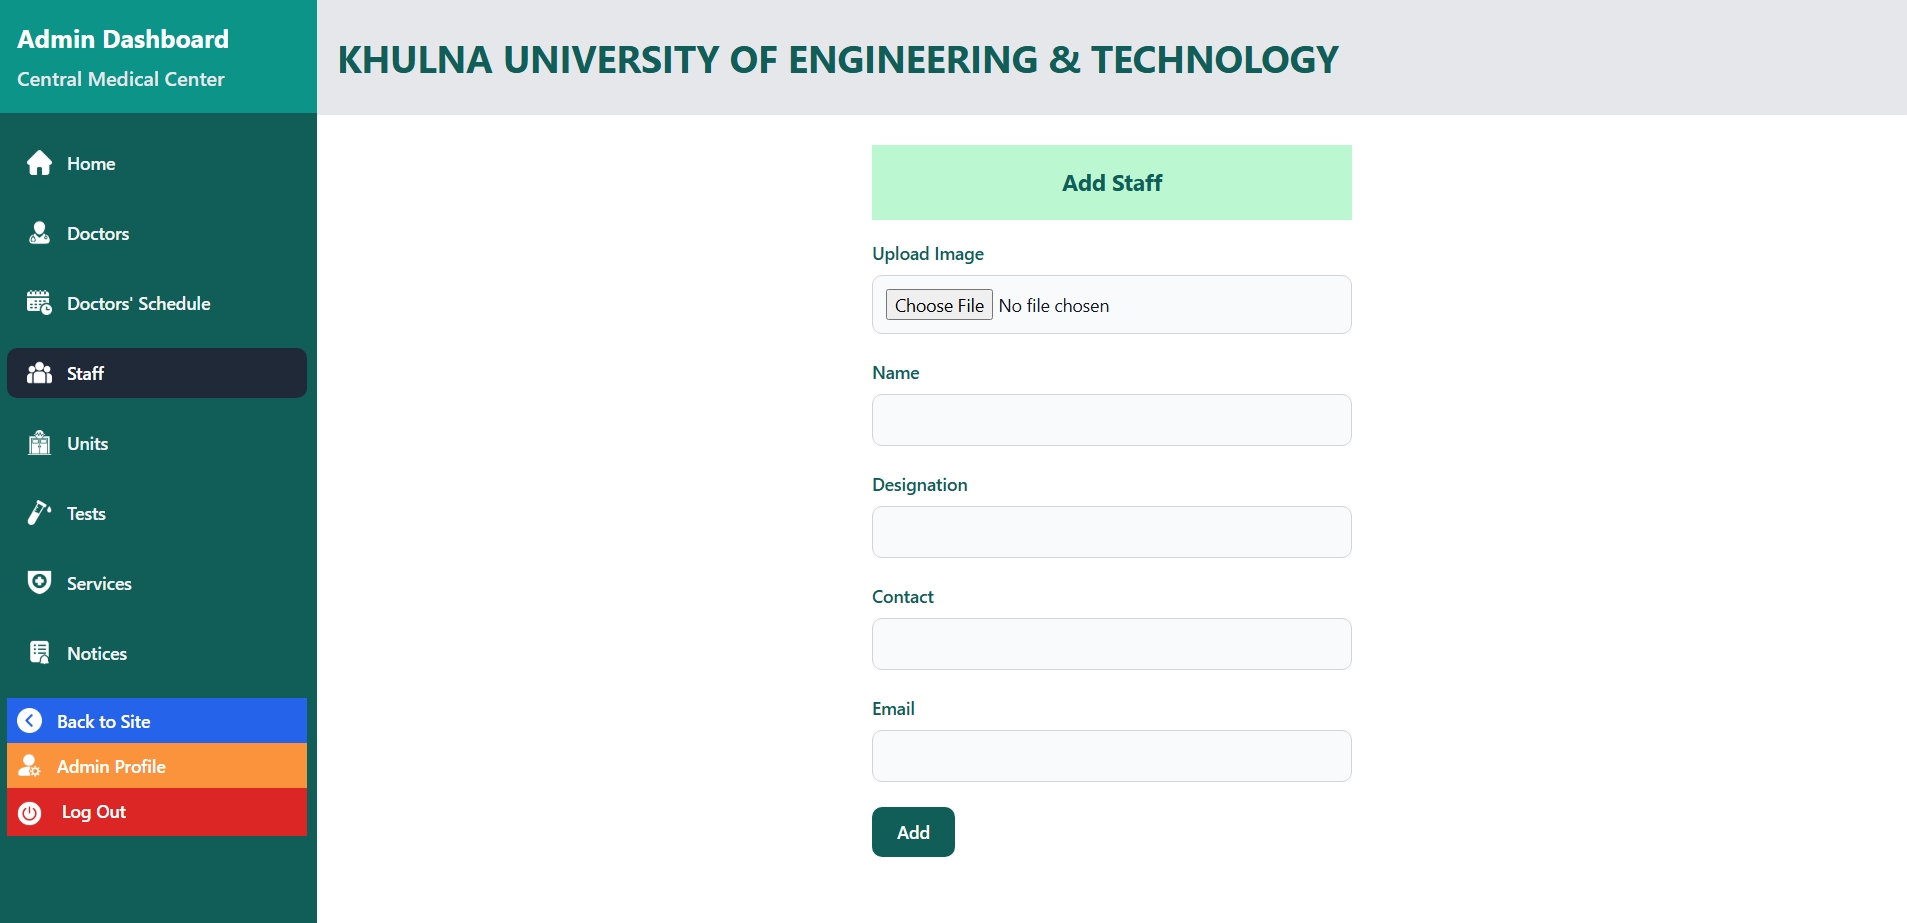 Admin Dashboard
Central Medical Center
Home
Doctors
Doctors' Schedule
Staff
Units
Tests
Services
Notices
Back to Site
Admin Profile
Log Out
KHULNA UNIVERSITY OF ENGINEERING & TECHNOLOGY
Add Staff
Upload Image
Choose File No file chosen
Name
Designation
Contact
Email
Add